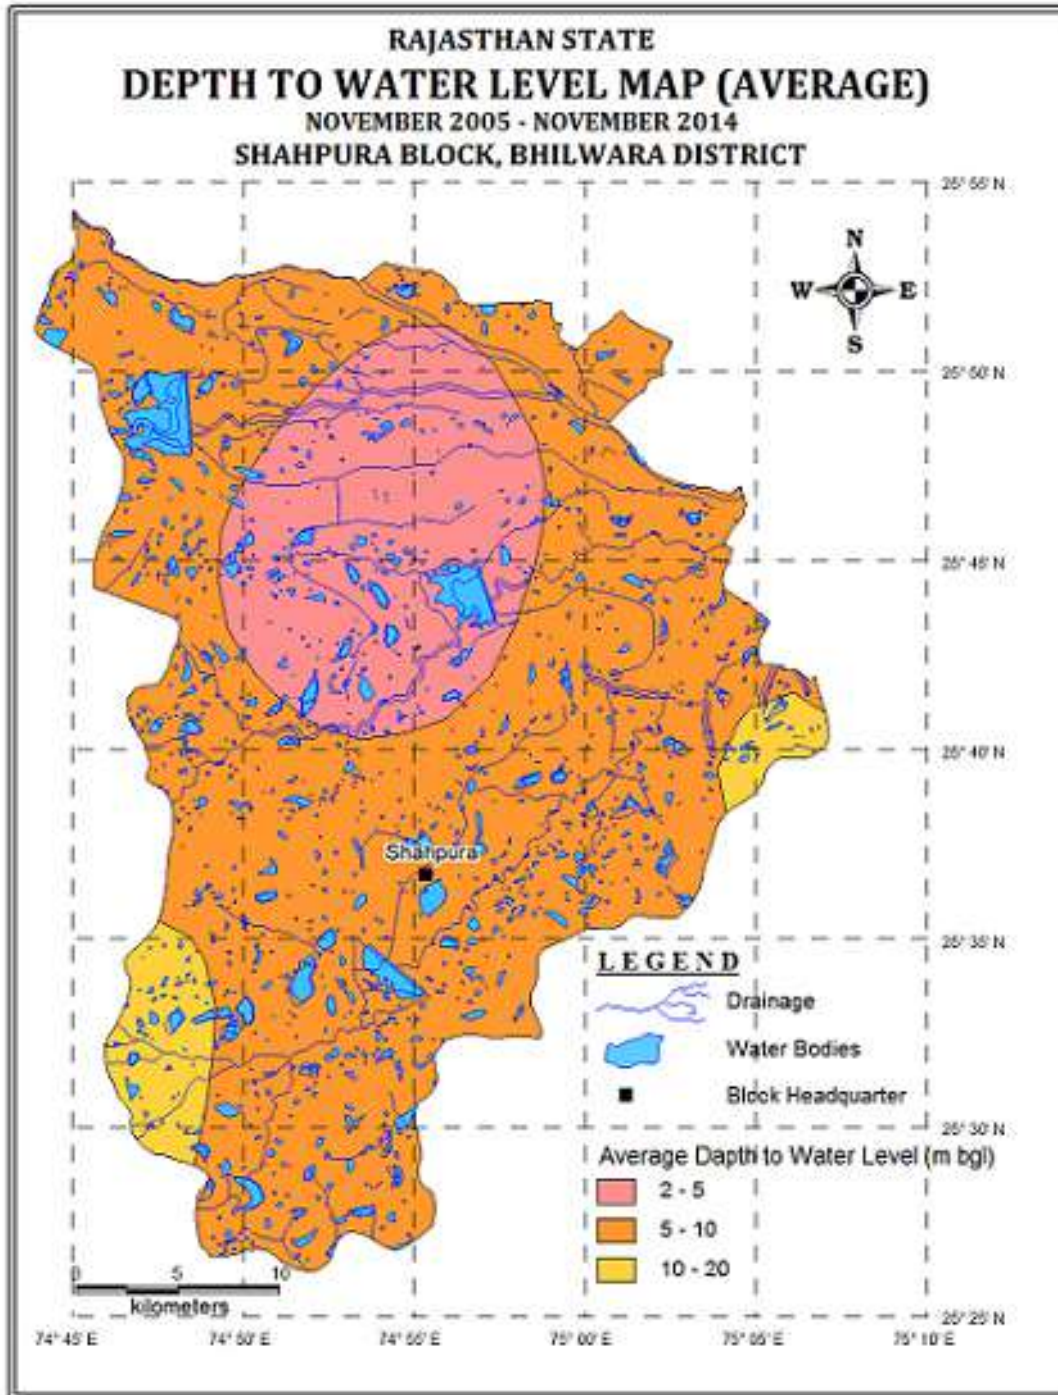 RAJASTHAN STATE
DEPTH TO WATER LEVEL MAP (AVERAGE)
NOVEMBER 2005 - NOVEMBER 2014
SHAHPURA BLOCK, BHILWARA DISTRICT
25° 55' N
N
W E
S
25° 50' N
25° 45' N
25° 40' N
Shahpura
25° 35' N
LEGEND
Drainage
Water Bodies
Block Headquarter
25° 30' N
Average Dapth to Water Level (m bgl)
2 - 5
5 - 10
10 - 20
0 5 10
kilometers
25° 25' N
74° 45' E 74° 50' E 74° 55' E 75° 00' E 75° 05' E 75° 10' E